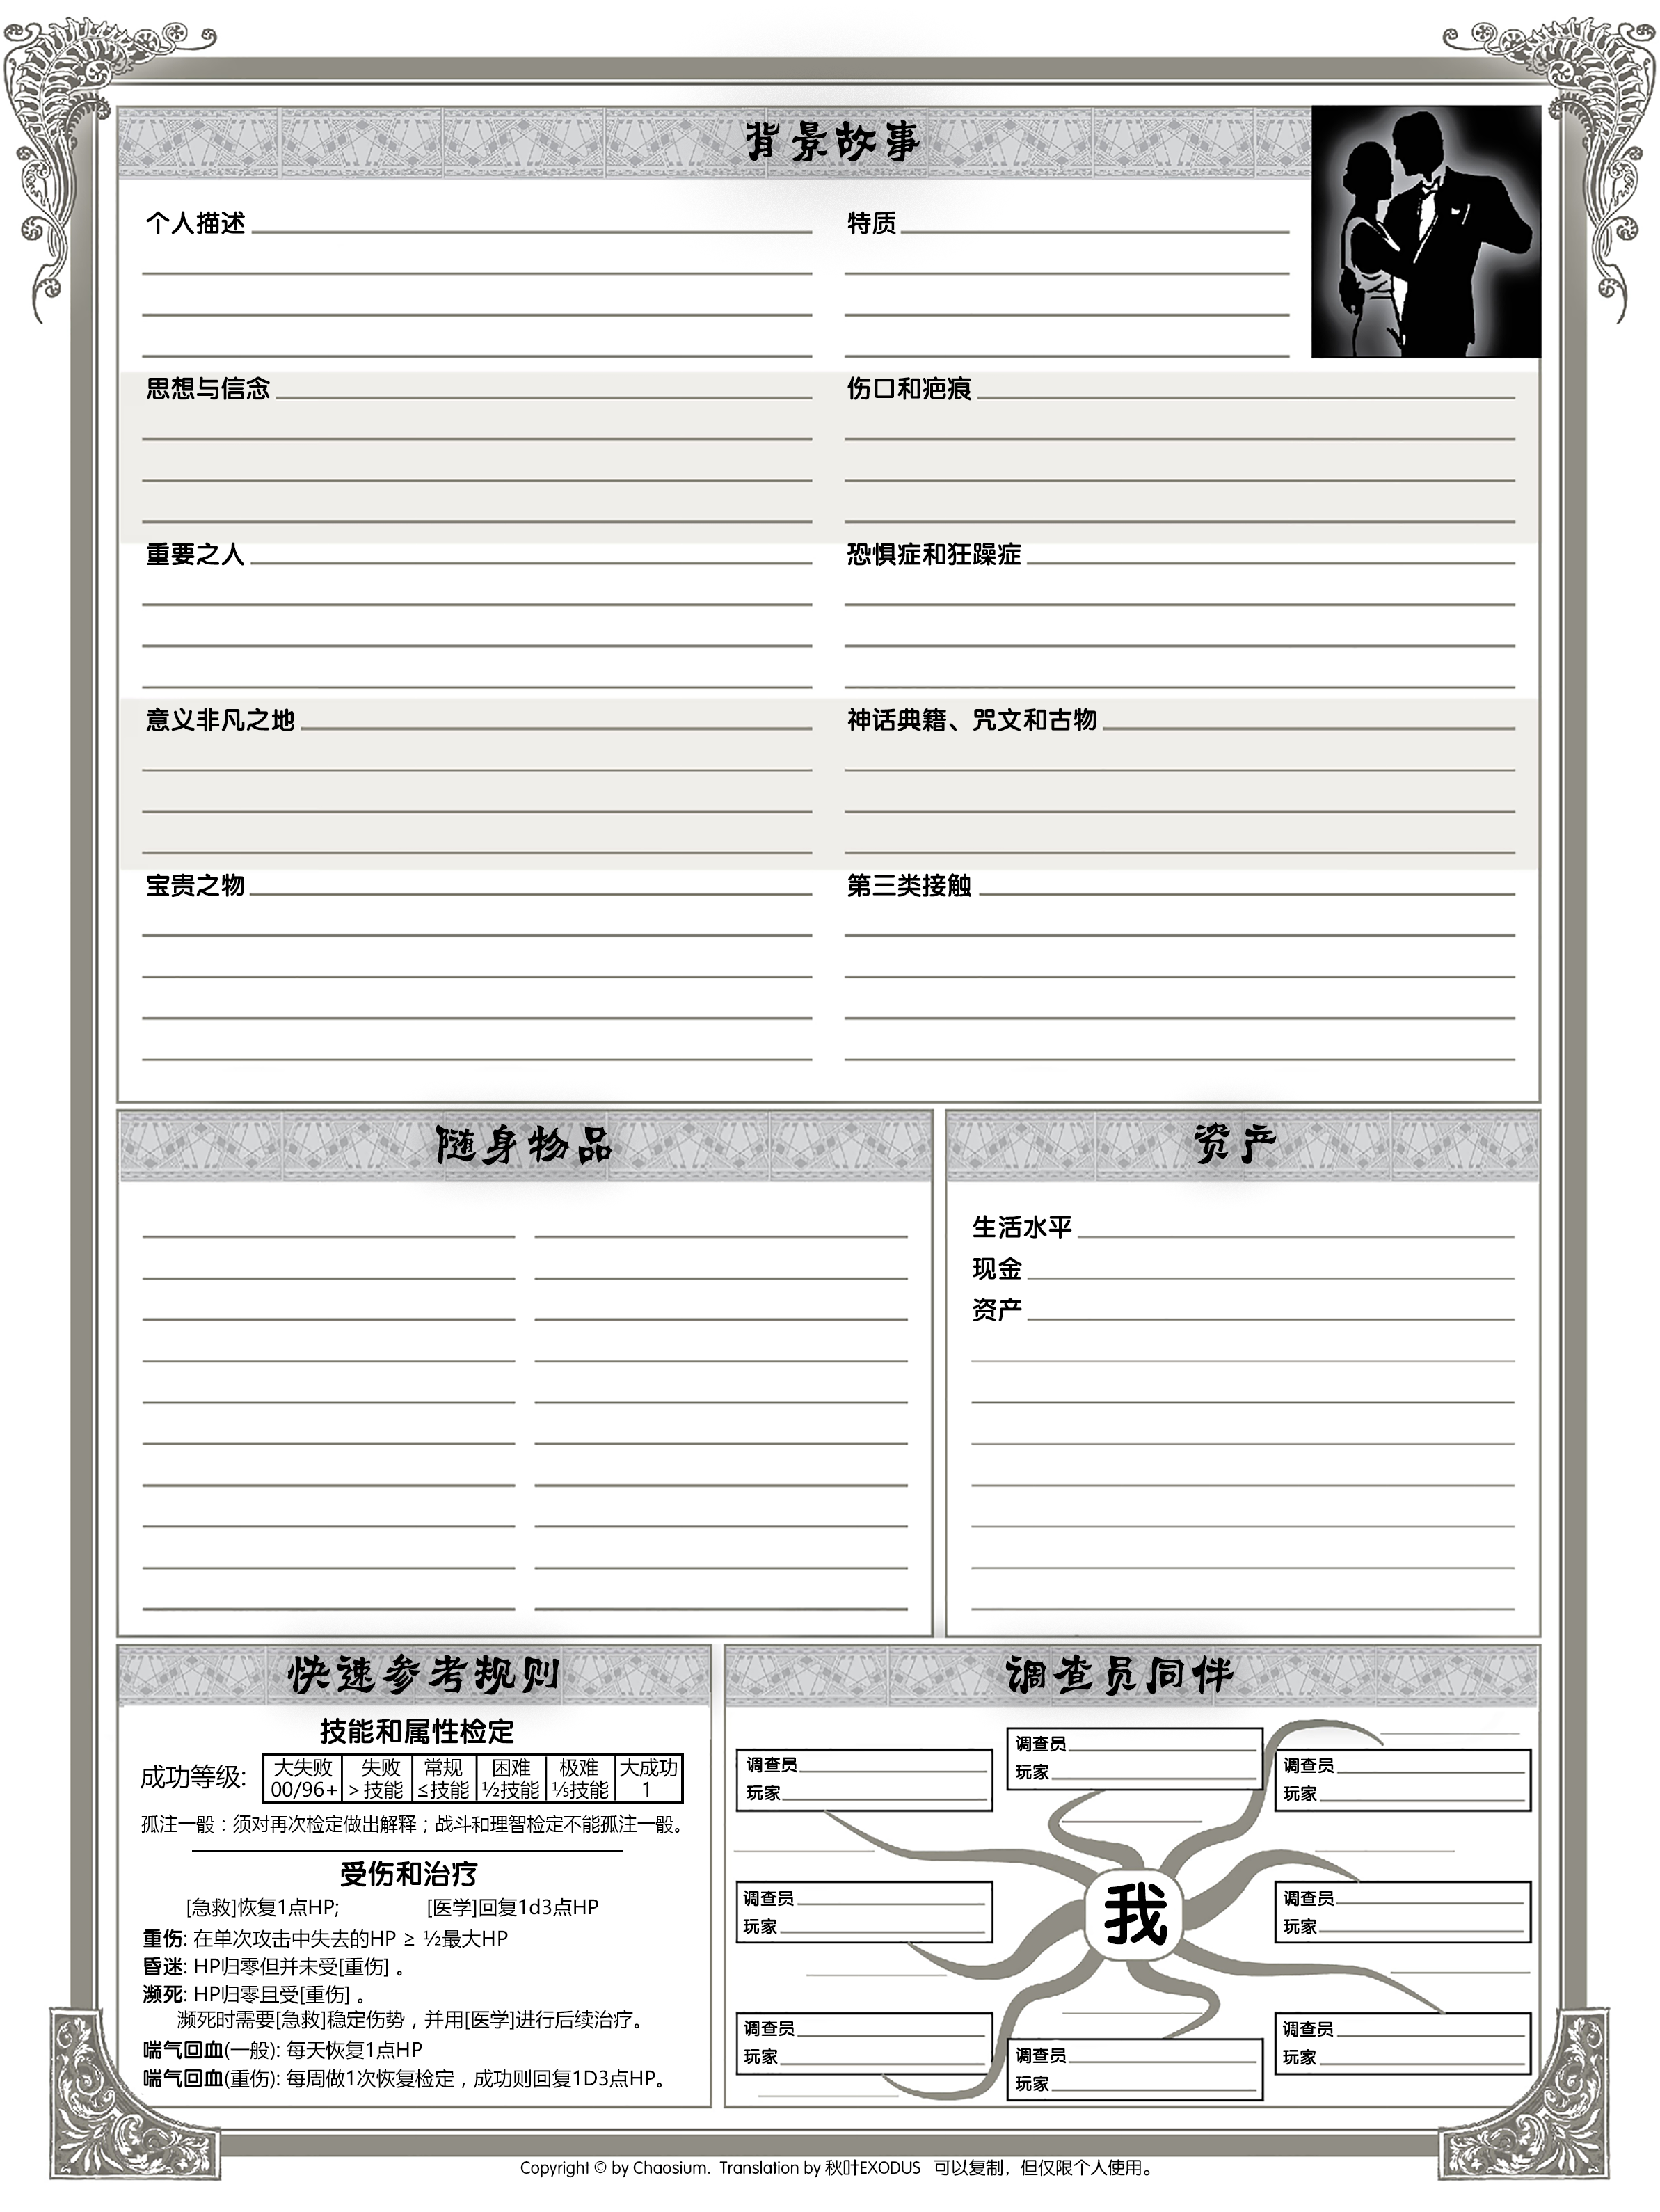 背景故事
个人描述
特质
思想与信念
伤口和疤痕
重要之人
恐惧症和狂躁症
意义非凡之地
神话典籍、咒文和古物
宝贵之物
第三类接触
随身物品
资产
生活水平
现金
资产
快速参考规则
技能和属性检定
成功等级:
大失败 失败 常规 困难 极难 大成功
00/96+ > 技能 ≤技能 ½技能 ⅕技能 1
孤注一骰：须对再次检定做出解释；战斗和理智检定不能孤注一骰。
受伤和治疗
[急救]恢复1点HP; [医学]回复1d3点HP
重伤: 在单次攻击中失去的HP ≥ ½最大HP
昏迷: HP归零但并未受[重伤] 。
濒死: HP归零且受[重伤] 。
濒死时需要[急救]稳定伤势，并用[医学]进行后续治疗。
喘气回血(一般): 每天恢复1点HP
喘气回血(重伤): 每周做1次恢复检定，成功则回复1D3点HP。
调查员同伴
调查员
玩家
调查员
玩家
调查员
玩家
调查员
玩家
我
调查员
玩家
调查员
玩家
调查员
玩家
调查员
玩家
Copyright © by Chaosium. Translation by 秋叶EXODUS 可以复制，但仅限个人使用。